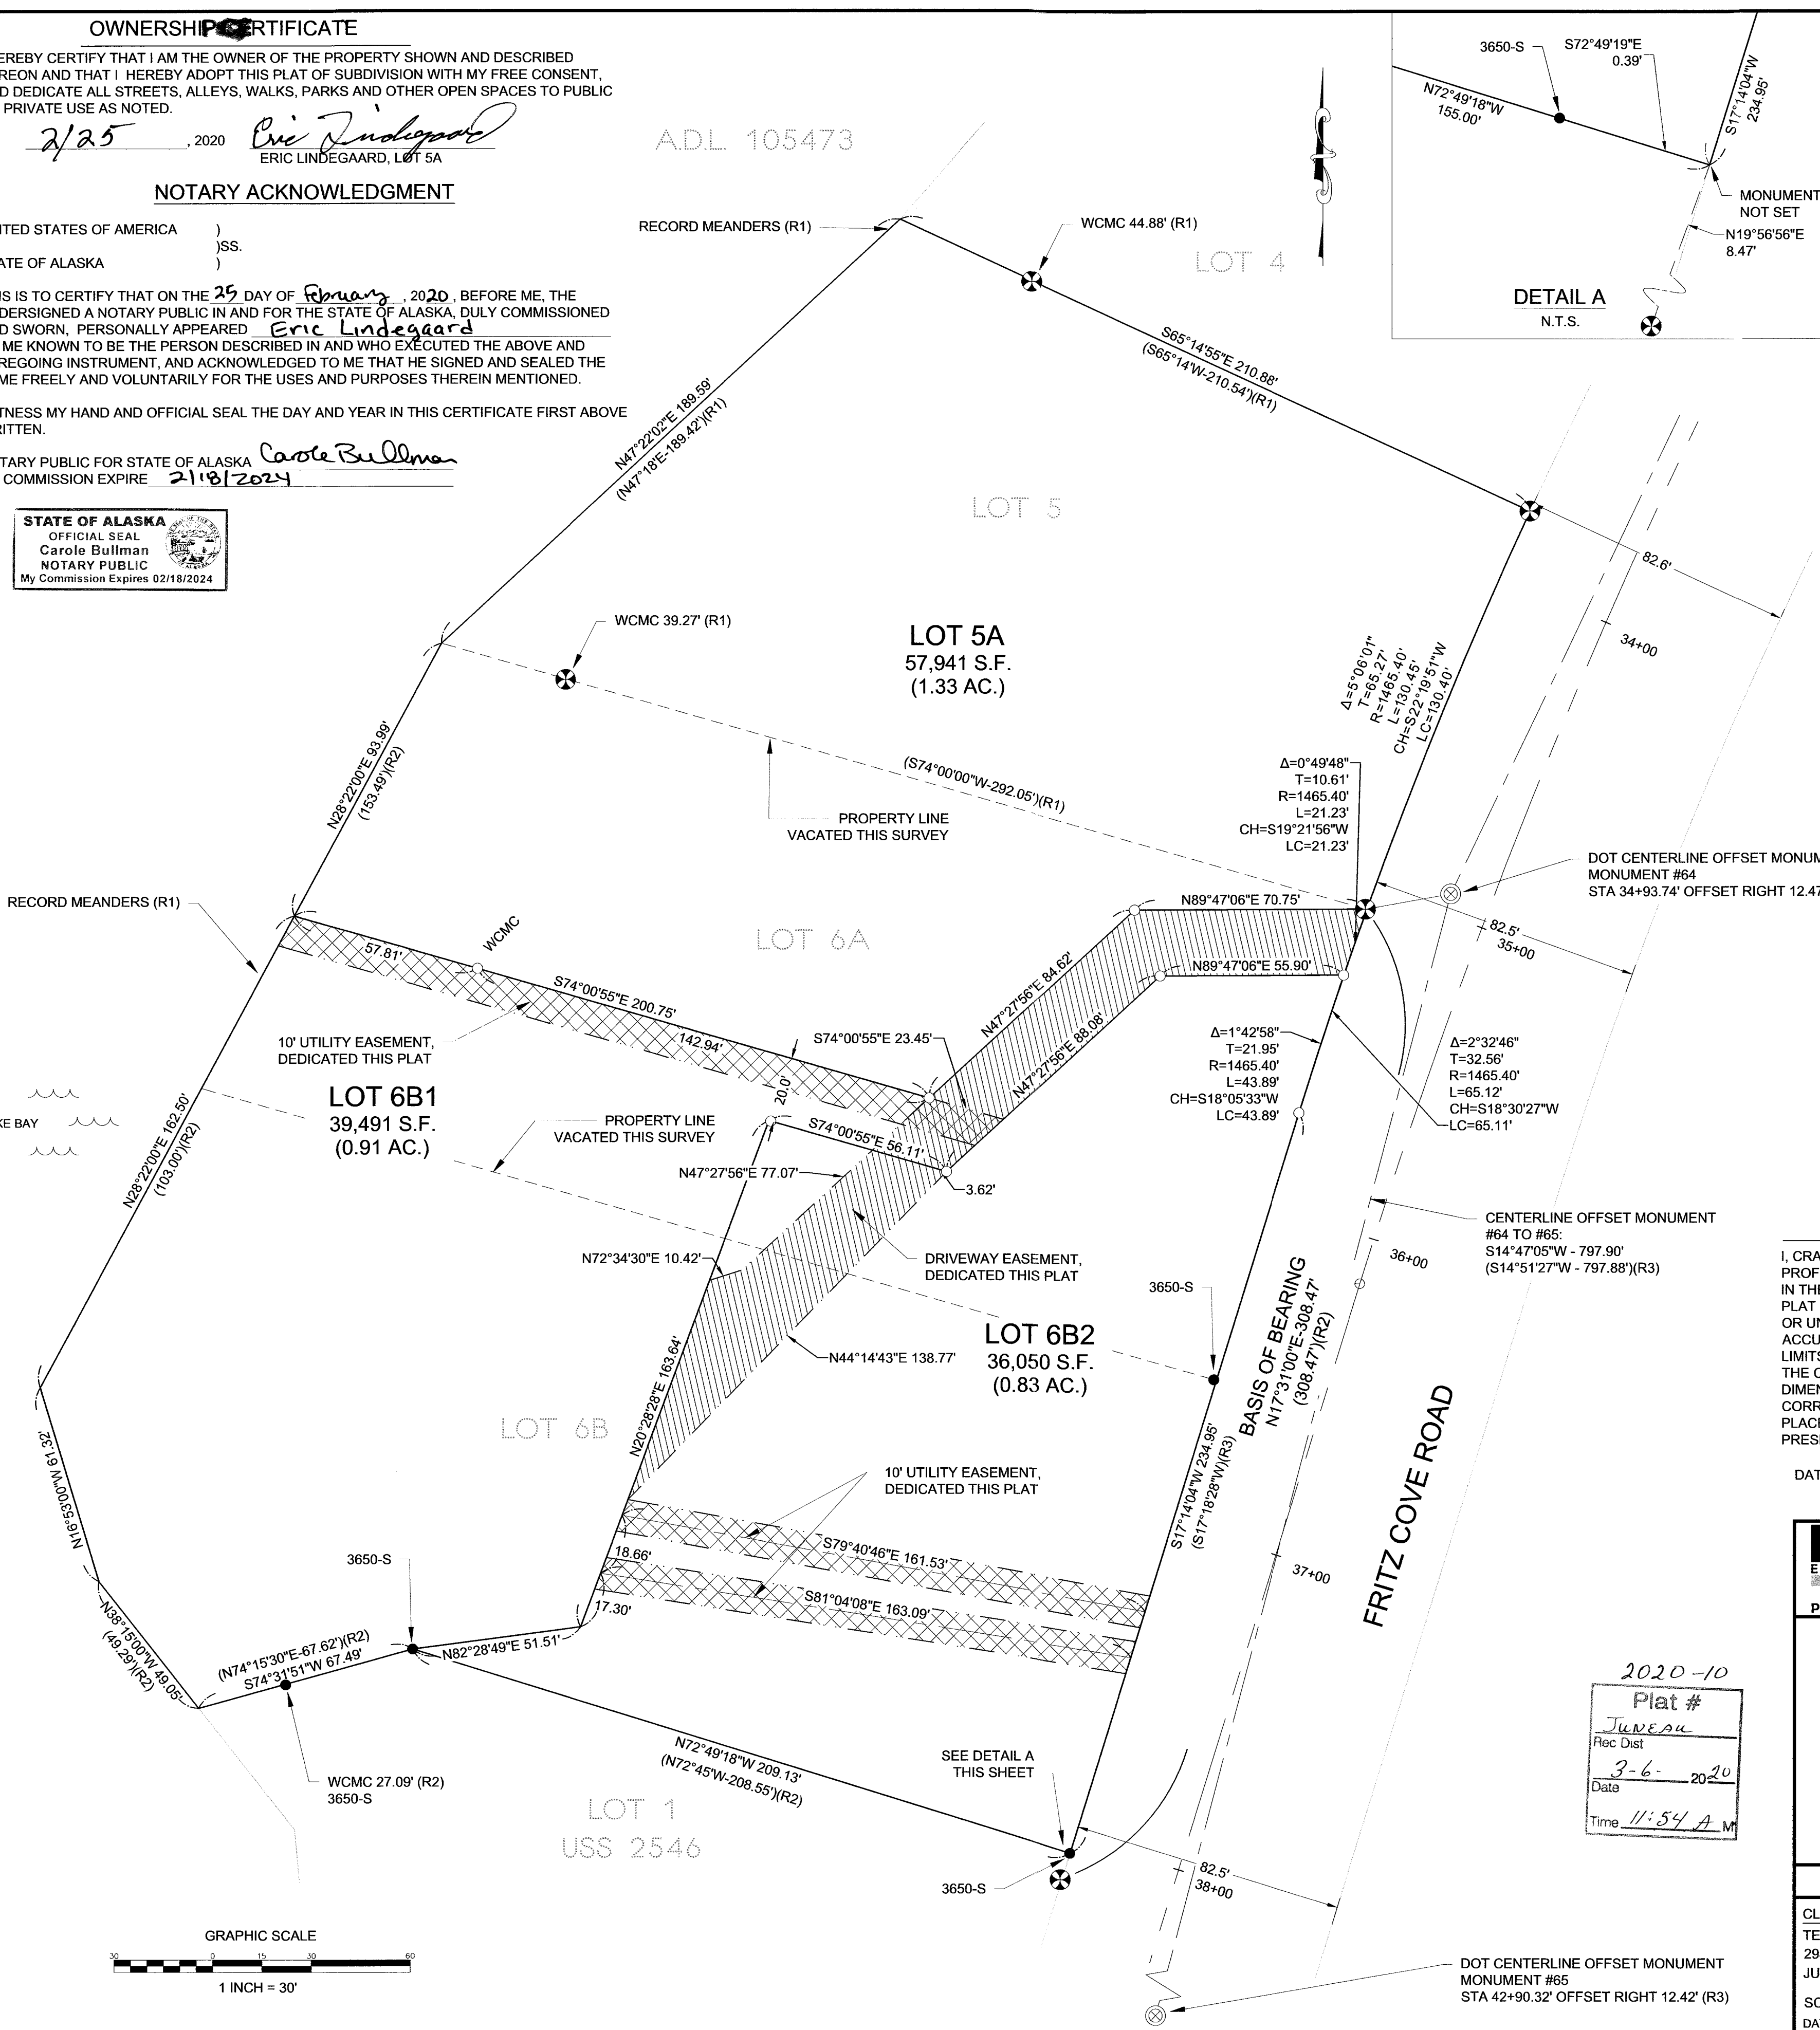 OWNERSHIP CERTIFICATE
EREBY CERTIFY THAT I AM THE OWNER OF THE PROPERTY SHOWN AND DESCRIBED
EREON AND THAT I HEREBY ADOPT THIS PLAT OF SUBDIVISION WITH MY FREE CONSENT,
D DEDICATE ALL STREETS, ALLEYS, WALKS, PARKS AND OTHER OPEN SPACES TO PUBLIC
PRIVATE USE AS NOTED.
2/25 , 2020 Eric Lindegaard
ERIC LINDEGAARD, LOT 5A
NOTARY ACKNOWLEDGMENT
ITED STATES OF AMERICA )
)SS.
ATE OF ALASKA )
IS IS TO CERTIFY THAT ON THE 25 DAY OF February , 2020 , BEFORE ME, THE
DERSIGNED A NOTARY PUBLIC IN AND FOR THE STATE OF ALASKA, DULY COMMISSIONED
D SWORN, PERSONALLY APPEARED Eric Lindegaard
ME KNOWN TO BE THE PERSON DESCRIBED IN AND WHO EXECUTED THE ABOVE AND
REGOING INSTRUMENT, AND ACKNOWLEDGED TO ME THAT HE SIGNED AND SEALED THE
ME FREELY AND VOLUNTARILY FOR THE USES AND PURPOSES THEREIN MENTIONED.
TNESS MY HAND AND OFFICIAL SEAL THE DAY AND YEAR IN THIS CERTIFICATE FIRST ABOVE
RITTEN.
TARY PUBLIC FOR STATE OF ALASKA Carole Bullman
COMMISSION EXPIRE 2/18/2024
STATE OF ALASKA
OFFICIAL SEAL
Carole Bullman
NOTARY PUBLIC
My Commission Expires 02/18/2024
A.D.L. 105473
RECORD MEANDERS (R1)
WCMC 44.88' (R1)
LOT 4
3650-S
S72°49'19"E
0.39'
N72°49'18"W
155.00'
S17°14'04"W
234.95'
MONUMENT
NOT SET
N19°56'56"E
8.47'
DETAIL A
N.T.S.
S65°14'55"E 210.88'
(S65°14'W-210.54')(R1)
N47°22'02"E 189.59'
(N47°18'E-189.42')(R1)
LOT 5
82.6'
34+00
WCMC 39.27' (R1)
LOT 5A
57,941 S.F.
(1.33 AC.)
Δ=5°06'01"
T=65.27'
R=1465.40'
L=130.45'
CH=S22°19'51"W
LC=130.40'
N28°22'00"E 93.99'
(153.49')(R2)
(S74°00'00"W-292.05')(R1)
PROPERTY LINE
VACATED THIS SURVEY
Δ=0°49'48"
T=10.61'
R=1465.40'
L=21.23'
CH=S19°21'56"W
LC=21.23'
DOT CENTERLINE OFFSET MONUM
MONUMENT #64
STA 34+93.74' OFFSET RIGHT 12.47
RECORD MEANDERS (R1)
N89°47'06"E 70.75'
82.5'
35+00
57.81'
WCMC
LOT 6A
N89°47'06"E 55.90'
S74°00'55"E 200.75'
N47°27'56"E 84.62'
10' UTILITY EASEMENT,
DEDICATED THIS PLAT
142.94'
S74°00'55"E 23.45'
N47°27'56"E 88.08'
Δ=1°42'58"
T=21.95'
R=1465.40'
L=43.89'
CH=S18°05'33"W
LC=43.89'
Δ=2°32'46"
T=32.56'
R=1465.40'
L=65.12'
CH=S18°30'27"W
LC=65.11'
20.0'
LOT 6B1
39,491 S.F.
(0.91 AC.)
KE BAY
PROPERTY LINE
VACATED THIS SURVEY
S74°00'55"E 56.11'
N47°27'56"E 77.07'
3.62'
N28°22'00"E 162.50'
(103.00')(R2)
CENTERLINE OFFSET MONUMENT
#64 TO #65:
S14°47'05"W - 797.90'
(S14°51'27"W - 797.88')(R3)
N72°34'30"E 10.42'
DRIVEWAY EASEMENT,
DEDICATED THIS PLAT
36+00
3650-S
BASIS OF BEARING
N17°31'00"E-308.47'
(308.47')(R2)
LOT 6B2
36,050 S.F.
(0.83 AC.)
N44°14'43"E 138.77'
I, CRA
PROF
IN THE
PLAT
OR UN
ACCU
LIMITS
THE C
DIMEN
CORR
PLACE
PRESE
DAT
N20°28'28"E 163.64'
LOT 6B
FRITZ COVE ROAD
S17°14'04"W 234.95'
(S17°18'28"W)(R3)
10' UTILITY EASEMENT,
DEDICATED THIS PLAT
N16°53'00"W 61.32'
3650-S
18.66'
S79°40'46"E 161.53'
S81°04'08"E 163.09'
37+00
17.30'
E
P
N38°15'00"W 49.05'
(49.29')(R2)
(N74°15'30"E-67.62')(R2)
S74°31'51"W 67.49'
N82°28'49"E 51.51'
2020-10
Plat #
JUNEAU
Rec Dist
3-6- 2020
Date
Time 11:54 A M
N72°49'18"W 209.13'
(N72°45'W-208.55')(R2)
SEE DETAIL A
THIS SHEET
WCMC 27.09' (R2)
3650-S
LOT 1
USS 2546
3650-S
82.5'
38+00
GRAPHIC SCALE
30 0 15 30 60
1 INCH = 30'
DOT CENTERLINE OFFSET MONUMENT
MONUMENT #65
STA 42+90.32' OFFSET RIGHT 12.42' (R3)
CL
TE
29
JU
SC
DA